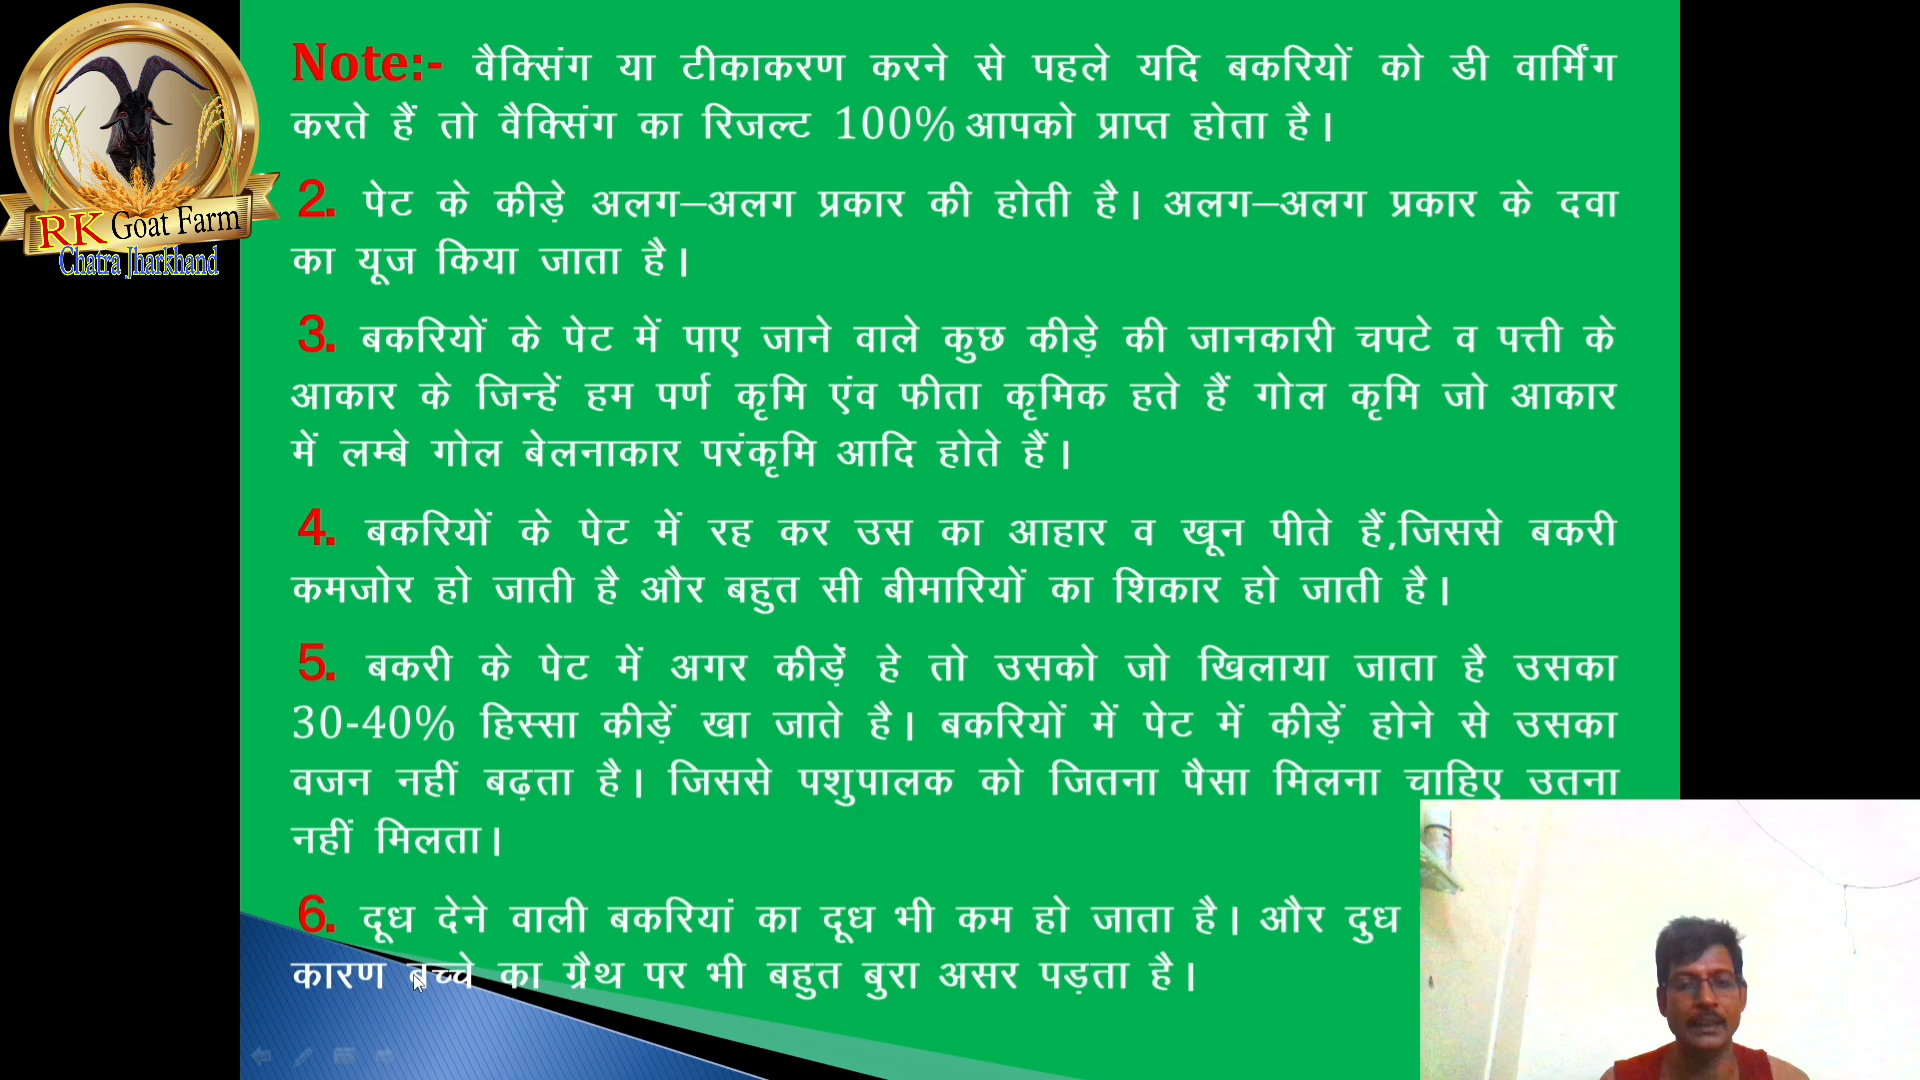 RK Goat Farm
Chatra Jharkhand
Note:- वैक्सिंग या टीकाकरण करने से पहले यदि बकरियों को डी वार्मिंग
करते हैं तो वैक्सिंग का रिजल्ट 100% आपको प्राप्त होता है।
2. पेट के कीड़े अलग–अलग प्रकार की होती है। अलग–अलग प्रकार के दवा
का यूज किया जाता है।
3. बकरियों के पेट में पाए जाने वाले कुछ कीड़े की जानकारी चपटे व पत्ती के
आकार के जिन्हें हम पर्ण कृमि एंव फीता कृमिक हते हैं गोल कृमि जो आकार
में लम्बे गोल बेलनाकार परंकृमि आदि होते हैं।
4. बकरियों के पेट में रह कर उस का आहार व खून पीते हैं,जिससे बकरी
कमजोर हो जाती है और बहुत सी बीमारियों का शिकार हो जाती है।
5. बकरी के पेट में अगर कीड़ें हे तो उसको जो खिलाया जाता है उसका
30-40% हिस्सा कीड़ें खा जाते है। बकरियों में पेट में कीड़ें होने से उसका
वजन नहीं बढ़ता है। जिससे पशुपालक को जितना पैसा मिलना चाहिए उतना
नहीं मिलता।
6. दूध देने वाली बकरियां का दूध भी कम हो जाता है। और दुध
कारण बच्चे का ग्रैथ पर भी बहुत बुरा असर पड़ता है।